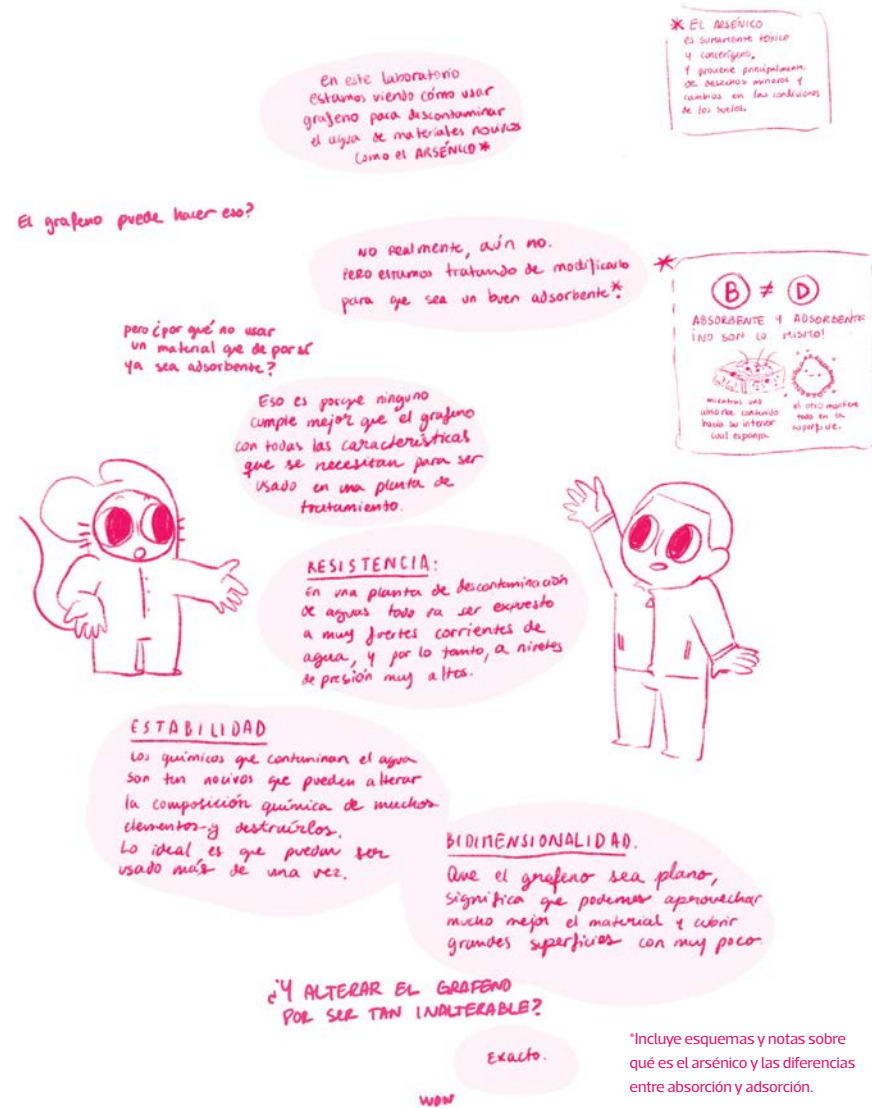 en este laboratorio
estamos viendo cómo usar
grafeno para descontaminar
el agua de materiales nocivos
como el ARSÉNICO*
* EL ARSÉNICO
es sumamente tóxico
y cancerígeno,
Y proviene principalmente
de desechos mineros y
cambios en las condiciones
de los suelos.
El grafeno puede hacer eso?
NO realmente, aún no.
Pero estamos tratando de modificarlo
para que sea un buen adsorbente*.
*
B ≠ D
ABSORBENTE Y ADSORBENTE
¡NO SON LO MISMO!
mientras uno
absorbe contenido
hacia su interior
cual esponja.
el otro mantiene
todo en la
superficie.
pero ¿por qué no usar
un material que de por sí
ya sea adsorbente?
Eso es porque ninguno
cumple mejor que el grafeno
con todas las características
que se necesitan para ser
usado en una planta de
tratamiento.
RESISTENCIA:
En una planta de descontaminación
de aguas todo va ser expuesto
a muy fuertes corrientes de
agua, y por lo tanto, a niveles
de presión muy altos.
ESTABILIDAD
Los químicos que contaminan el agua
son tan nocivos que pueden alterar
la composición química de muchos
elementos y destruírlos.
Lo ideal es que puedan ser
usado más de una vez.
BIDIMENSIONALIDAD.
Que el grafeno sea plano,
significa que podemos aprovechar
mucho mejor el material y cubrir
grandes superficies con muy poco.
¿Y ALTERAR EL GRAFENO
POR SER TAN INALTERABLE?
Exacto.
WOW
*Incluye esquemas y notas sobre
qué es el arsénico y las diferencias
entre absorción y adsorción.